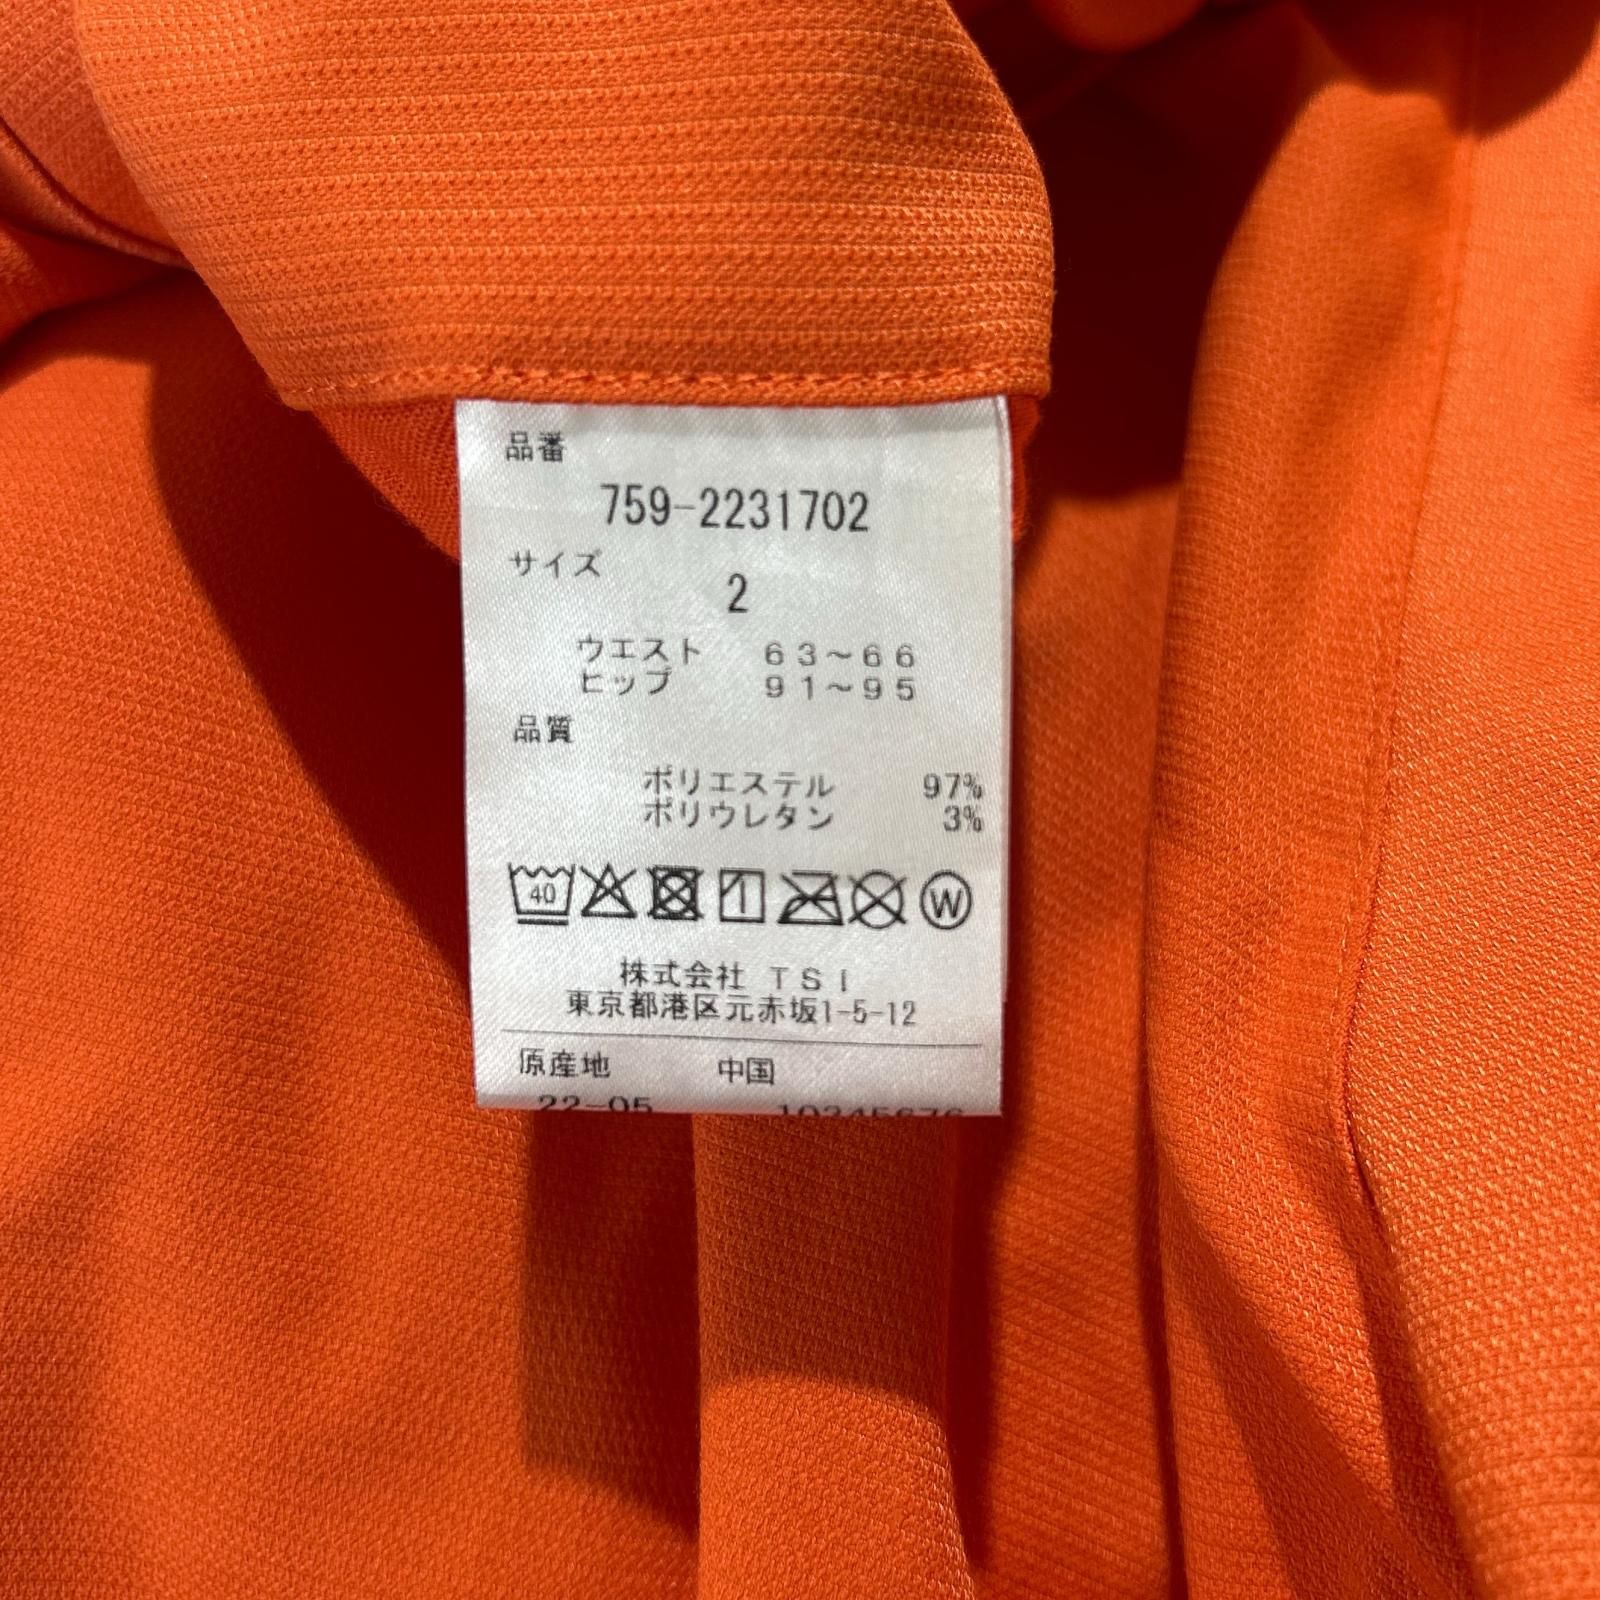 品番
759-2231702
サイズ
2
ウエスト 63～66
ヒップ 91～95
品質
ポリエステル 97%
ポリウレタン 3%
40 W
株式会社 TSI
東京都港区元赤坂1-5-12
原産地 中国
22-05